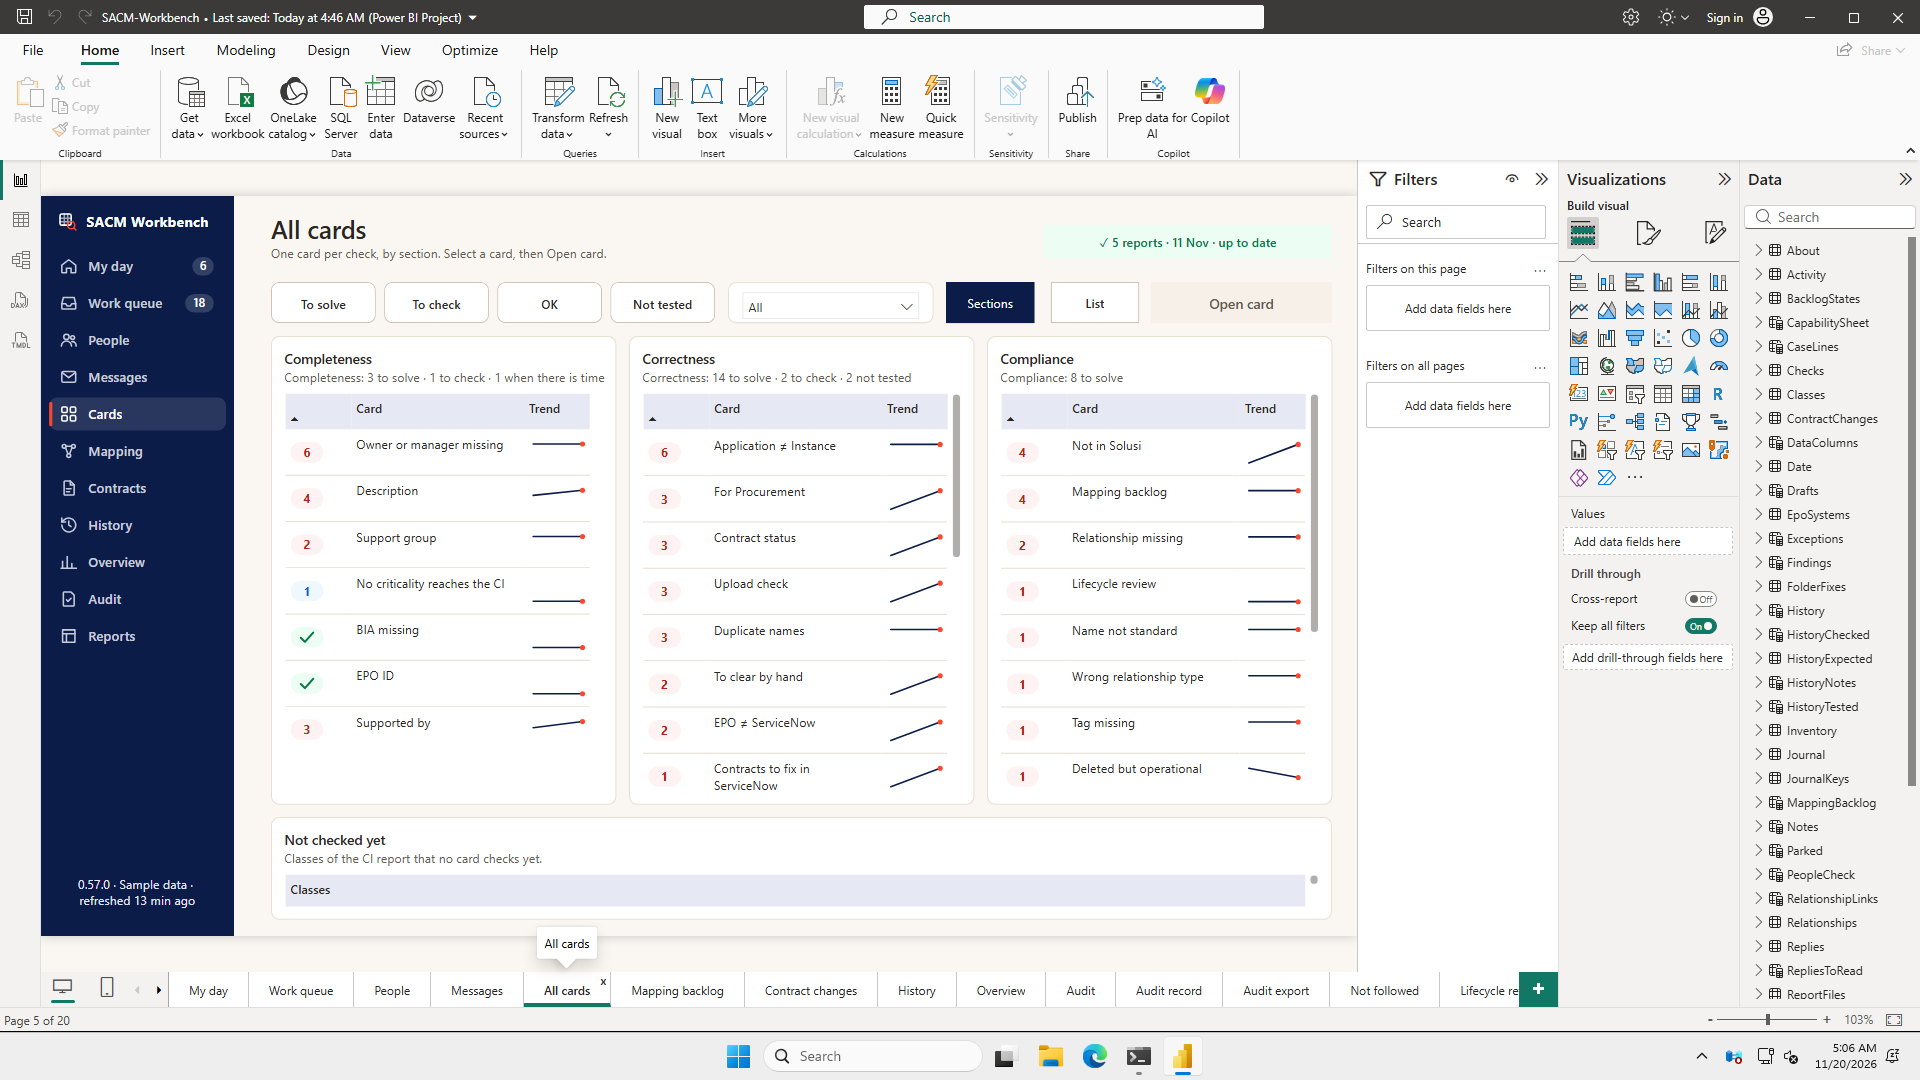 SACM-Workbench • Last saved: Today at 4:46 AM (Power BI Project)
Search
Sign in
File
Home
Insert
Modeling
Design
View
Optimize
Help
Share
Paste
Cut
Copy
Format painter
Clipboard
Get data
Excel workbook
OneLake catalog
SQL Server
Enter data
Dataverse
Recent sources
Data
Transform data
Refresh
Queries
New visual
Text box
More visuals
Insert
New visual calculation
New measure
Quick measure
Calculations
Sensitivity
Sensitivity
Publish
Share
Prep data for AI
Copilot
Copilot
SACM Workbench
My day 6
Work queue 18
People
Messages
Cards
Mapping
Contracts
History
Overview
Audit
Reports
0.57.0 · Sample data ·
refreshed 13 min ago
All cards
One card per check, by section. Select a card, then Open card.
✓ 5 reports · 11 Nov · up to date
To solve
To check
OK
Not tested
All
Sections
List
Open card
Completeness
Completeness: 3 to solve · 1 to check · 1 when there is time
Card Trend
6 Owner or manager missing
4 Description
2 Support group
1 No criticality reaches the CI
BIA missing
EPO ID
3 Supported by
Correctness
Correctness: 14 to solve · 2 to check · 2 not tested
Card Trend
6 Application ≠ Instance
3 For Procurement
3 Contract status
3 Upload check
3 Duplicate names
2 To clear by hand
2 EPO ≠ ServiceNow
1 Contracts to fix in
ServiceNow
Compliance
Compliance: 8 to solve
Card Trend
4 Not in Solusi
4 Mapping backlog
2 Relationship missing
1 Lifecycle review
1 Name not standard
1 Wrong relationship type
1 Tag missing
1 Deleted but operational
Not checked yet
Classes of the CI report that no card checks yet.
Classes
All cards
Filters
Search
Filters on this page ...
Add data fields here
Filters on all pages ...
Add data fields here
Visualizations
Build visual
R
Py
123
...
Values
Add data fields here
Drill through
Cross-report Off
Keep all filters On
Add drill-through fields here
Data
Search
About
Activity
BacklogStates
CapabilitySheet
CaseLines
Checks
Classes
ContractChanges
DataColumns
Date
Drafts
EpoSystems
Exceptions
Findings
FolderFixes
History
HistoryChecked
HistoryExpected
HistoryNotes
HistoryTested
Inventory
Journal
JournalKeys
MappingBacklog
Notes
Parked
PeopleCheck
RelationshipLinks
Relationships
Replies
RepliesToRead
ReportFiles
My day
Work queue
People
Messages
All cards x
Mapping backlog
Contract changes
History
Overview
Audit
Audit record
Audit export
Not followed
Lifecycle re
+
Page 5 of 20
- + 103%
Search
5:06 AM
11/20/2026